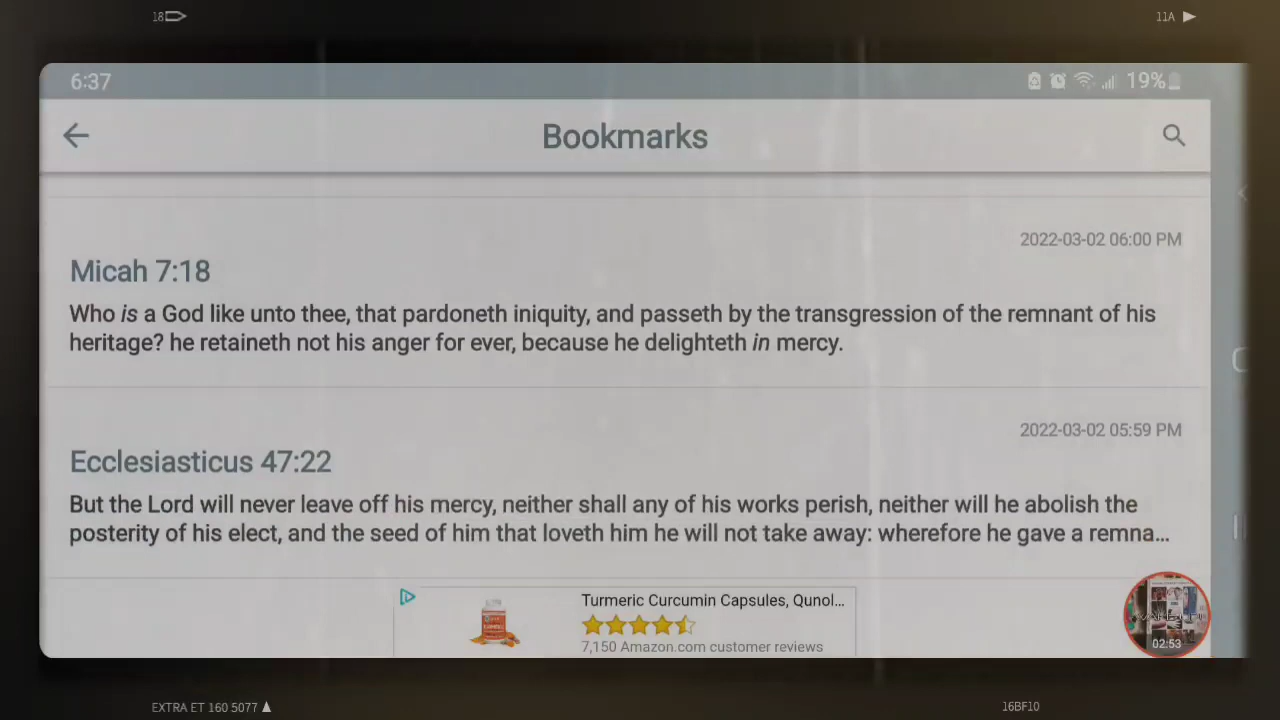 18
11A
6:37
19%
Bookmarks
2022-03-02 06:00 PM
Micah 7:18
Who is a God like unto thee, that pardoneth iniquity, and passeth by the transgression of the remnant of his
heritage? he retaineth not his anger for ever, because he delighteth in mercy.
2022-03-02 05:59 PM
Ecclesiasticus 47:22
But the Lord will never leave off his mercy, neither shall any of his works perish, neither will he abolish the
posterity of his elect, and the seed of him that loveth him he will not take away: wherefore he gave a remna...
Turmeric Curcumin Capsules, Qunol...
7,150 Amazon.com customer reviews
02:53
EXTRA ET 160 5077
16BF10